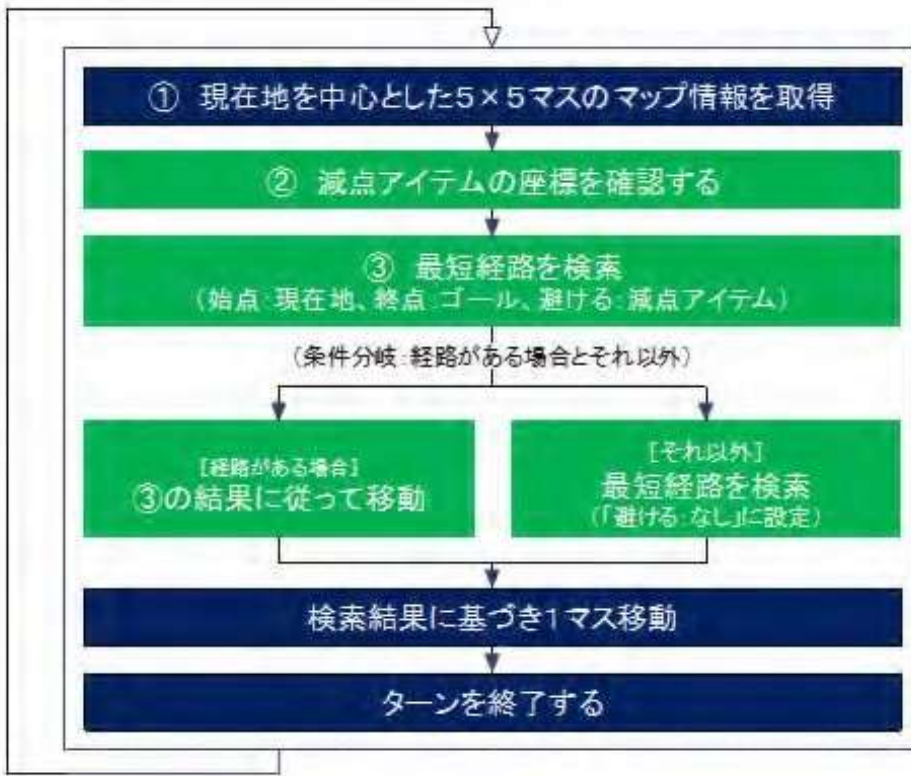 ① 現在地を中心とした5×5マスのマップ情報を取得
② 減点アイテムの座標を確認する
③ 最短経路を検索
(始点:現在地、終点:ゴール、避ける:減点アイテム)
(条件分岐:経路がある場合とそれ以外)
[経路がある場合]
③の結果に従って移動
[それ以外]
最短経路を検索
(「避ける:なし」に設定)
検索結果に基づき1マス移動
ターンを終了する